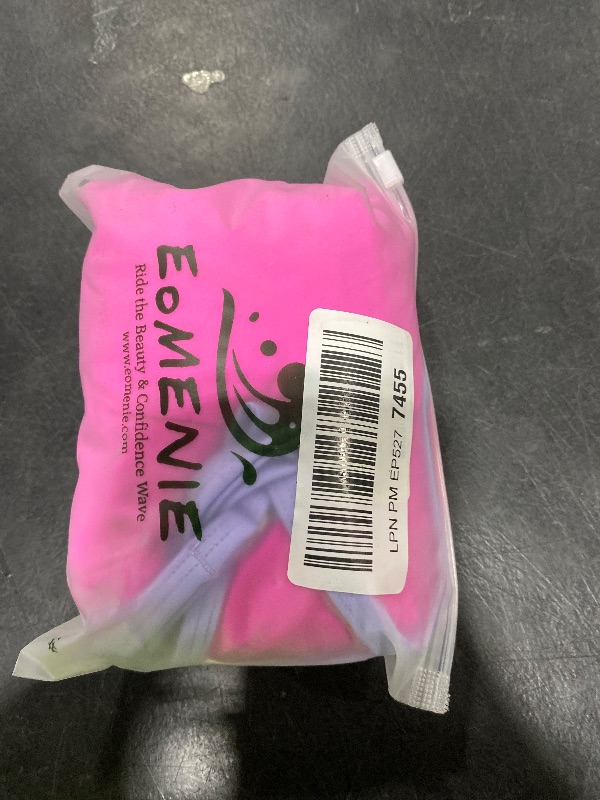 EOMENIE
Ride the Beauty & Confidence Wave
www.eomenie.com
LPN PM EP527 7455